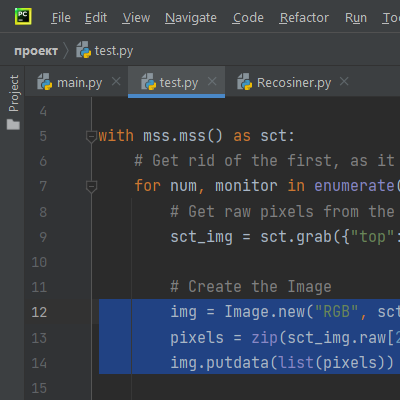 PC File Edit View Code Refactor Run
проект test.py
main.py test.py Recosiner.py
Project
4
5 with mss.mss() as sct:
6 # Get rid of the first, as it
7 for num, monitor in enumerate(
8 # Get raw pixels from the
9 sct_img = sct.grab({"top":
10
11 # Create the Image
12 img = Image.new("RGB", sct
13 pixels = zip(sct_img.raw[2
14 img.putdata(list(pixels))
15